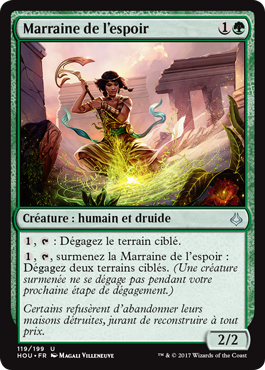 Marraine de l'espoir 1
Créature : humain et druide
1, : Dégagez le terrain ciblé.
1, , surmenez la Marraine de l'espoir :
Dégagez deux terrains ciblés. (Une créature
surmenée ne se dégage pas pendant votre
prochaine étape de dégagement.)
Certains refusèrent d'abandonner leurs
maisons détruites, jurant de reconstruire à tout
prix.
2/2
119/199 U
HOU • FR Magali Villeneuve
™ & © 2017 Wizards of the Coast